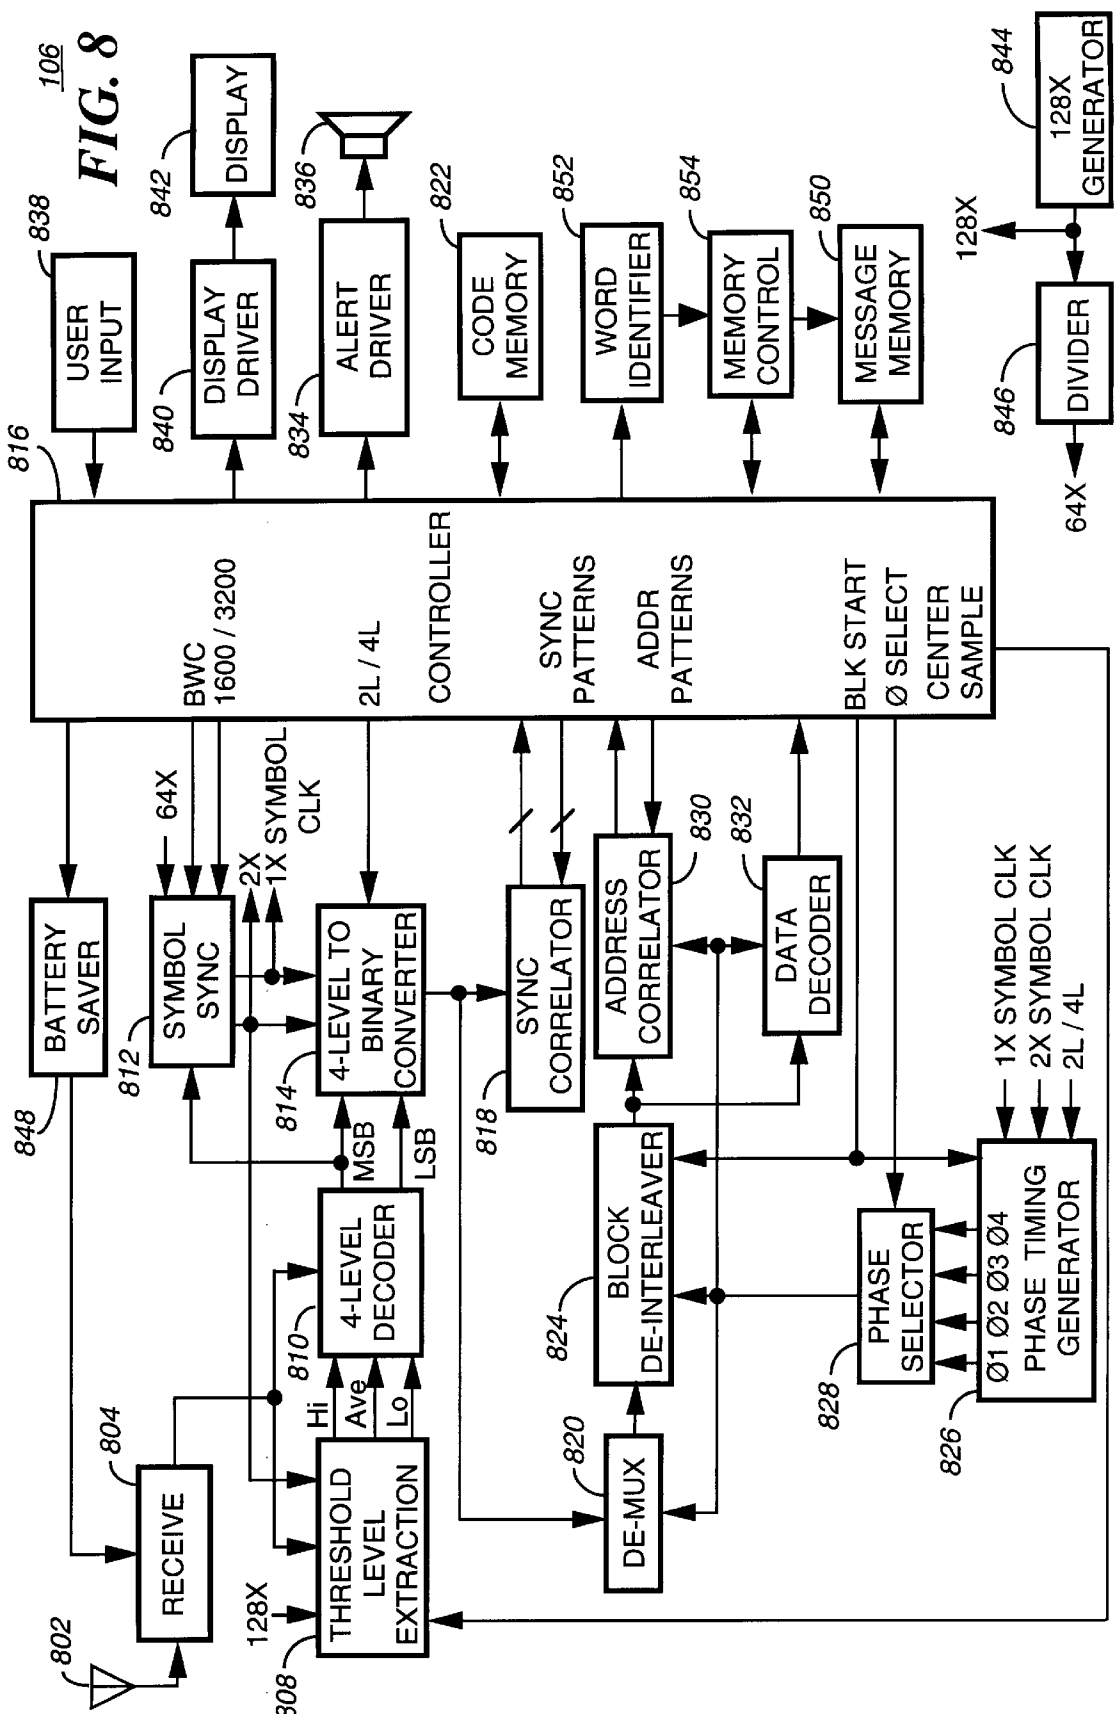 106
FIG. 8
802
RECEIVE
804
848
BATTERY
SAVER
812
SYMBOL
SYNC
64X
BWC
1600 / 3200
2X
1X SYMBOL
CLK
128X
808
THRESHOLD
LEVEL
EXTRACTION
Hi
Ave
Lo
810
4-LEVEL
DECODER
MSB
LSB
814
4-LEVEL TO
BINARY
CONVERTER
2L / 4L
816
CONTROLLER
818
SYNC
CORRELATOR
SYNC
PATTERNS
ADDR
PATTERNS
820
DE-MUX
824
BLOCK
DE-INTERLEAVER
ADDRESS
CORRELATOR
830
DATA
DECODER
832
BLK START
Ø SELECT
CENTER
SAMPLE
828
PHASE
SELECTOR
826
Ø1 Ø2 Ø3 Ø4
PHASE TIMING
GENERATOR
1X SYMBOL CLK
2X SYMBOL CLK
2L / 4L
838
USER
INPUT
840
DISPLAY
DRIVER
842
DISPLAY
834
ALERT
DRIVER
836
822
CODE
MEMORY
852
WORD
IDENTIFIER
854
MEMORY
CONTROL
850
MESSAGE
MEMORY
64X
846
DIVIDER
128X
844
128X
GENERATOR